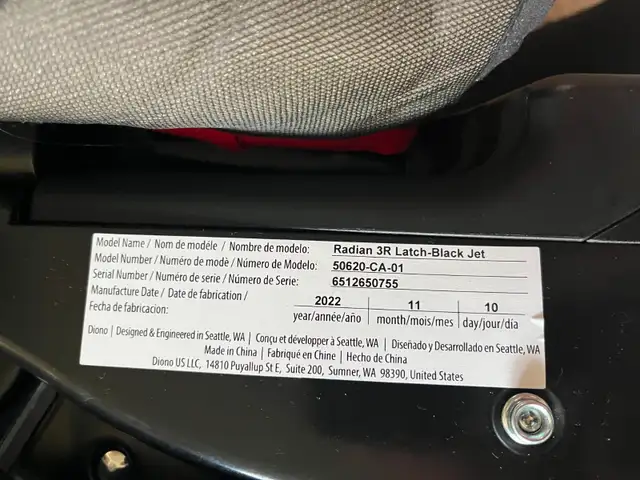 Model Name / Nom de modéle / Nombre de modelo: Radian 3R Latch-Black Jet
Model Number / Numéro de modè / Número de Modelo: 50620-CA-01
Serial Number / Numéro de serie / Número de Serie: 6512650755
Manufacture Date / Date de fabrication / 2022 11 10
Fecha de fabricacion: year/année/año month/mois/mes day/jour/día
Diono | Designed & Engineered in Seattle, WA | Conçu et développer à Seattle, WA | Diseñado y Desarrollado en Seattle, WA
Made in China | Fabriqué en Chine | Hecho de China
Diono US LLC, 14810 Puyallup St E, Suite 200, Sumner, WA 98390, United States